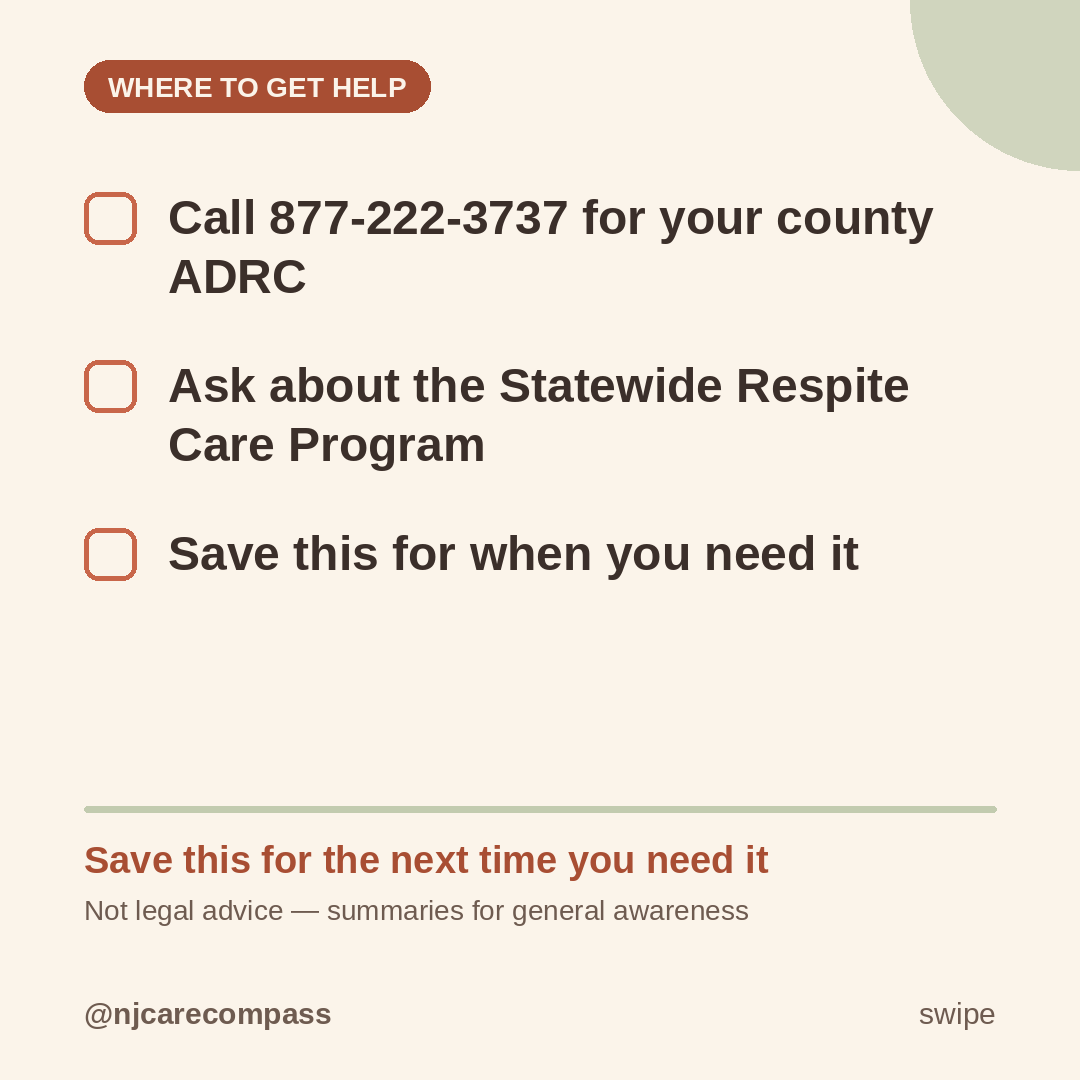 WHERE TO GET HELP
Call 877-222-3737 for your county
ADRC
Ask about the Statewide Respite
Care Program
Save this for when you need it
Save this for the next time you need it
Not legal advice — summaries for general awareness
@njcarecompass
swipe